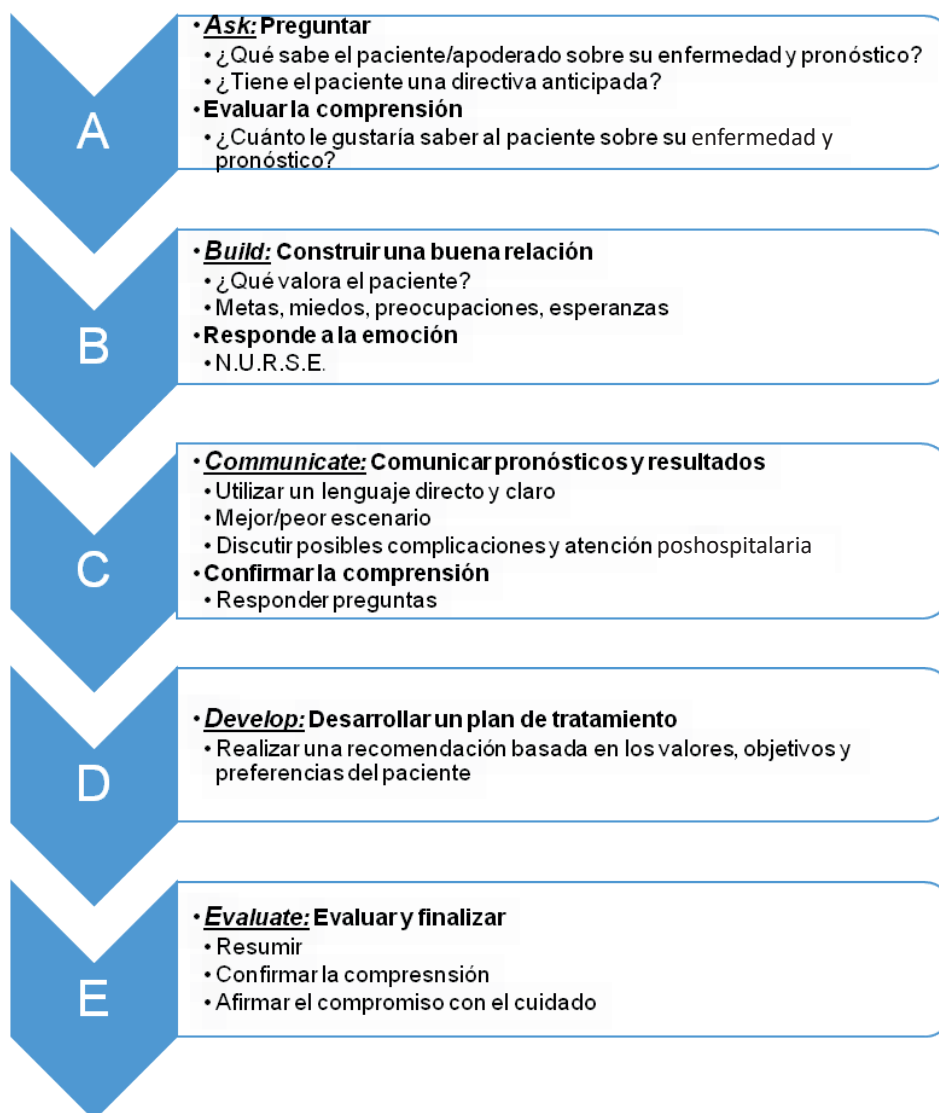 A
• Ask: Preguntar
• ¿Qué sabe el paciente/apoderado sobre su enfermedad y pronóstico?
• ¿Tiene el paciente una directiva anticipada?
• Evaluar la comprensión
• ¿Cuánto le gustaría saber al paciente sobre su enfermedad y
pronóstico?
B
• Build: Construir una buena relación
• ¿Qué valora el paciente?
• Metas, miedos, preocupaciones, esperanzas
• Responde a la emoción
• N.U.R.S.E.
C
• Communicate: Comunicar pronósticos y resultados
• Utilizar un lenguaje directo y claro
• Mejor/peor escenario
• Discutir posibles complicaciones y atención poshospitalaria
• Confirmar la comprensión
• Responder preguntas
D
• Develop: Desarrollar un plan de tratamiento
• Realizar una recomendación basada en los valores, objetivos y
preferencias del paciente
E
• Evaluate: Evaluar y finalizar
• Resumir
• Confirmar la compresnsión
• Afirmar el compromiso con el cuidado